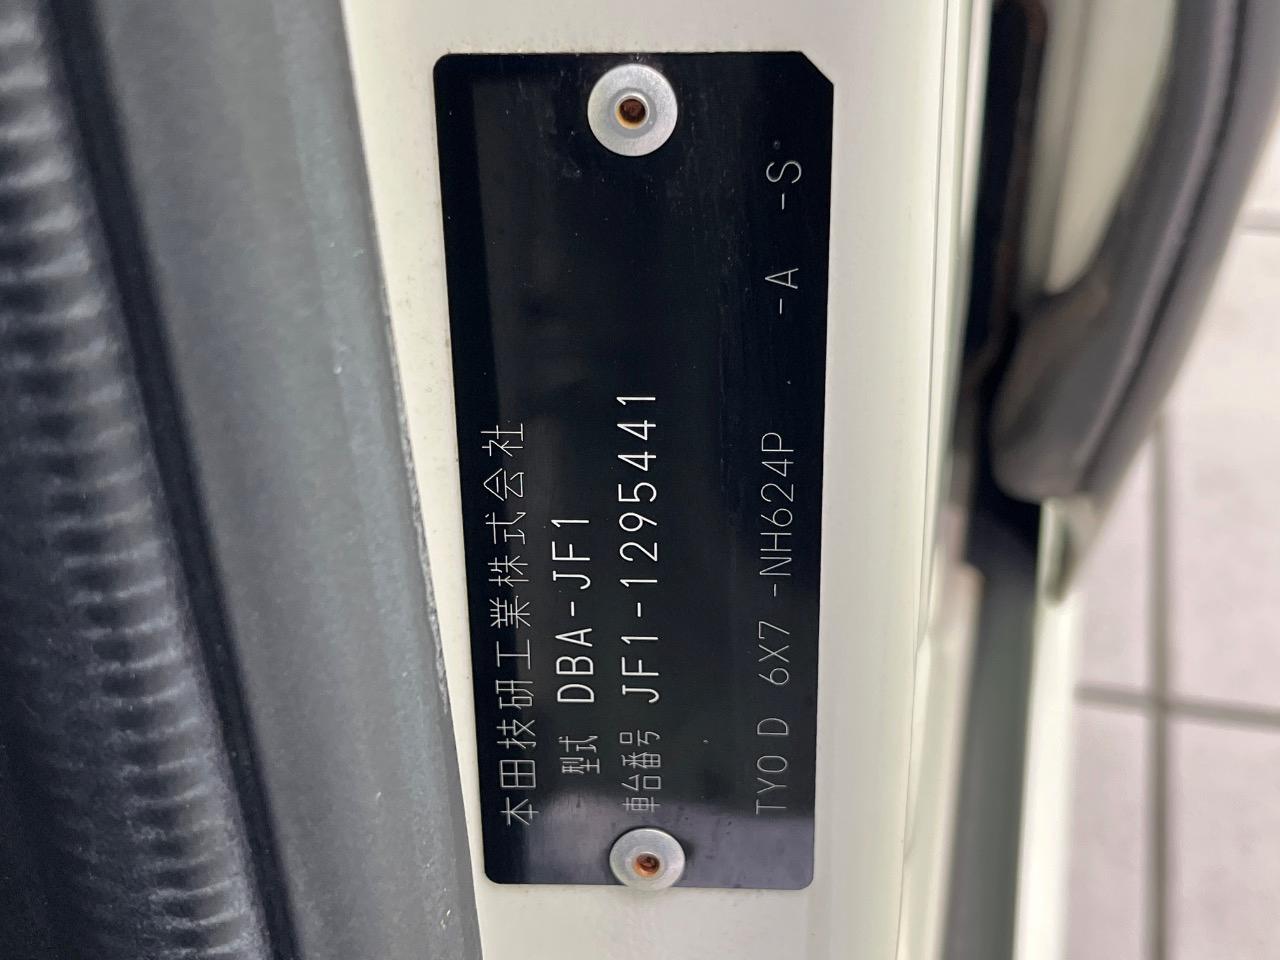 本田技研工業株式会社
型式 DBA-JF1
車台番号 JF1-1295441
TYO D 6X7 -NH624P -A -S